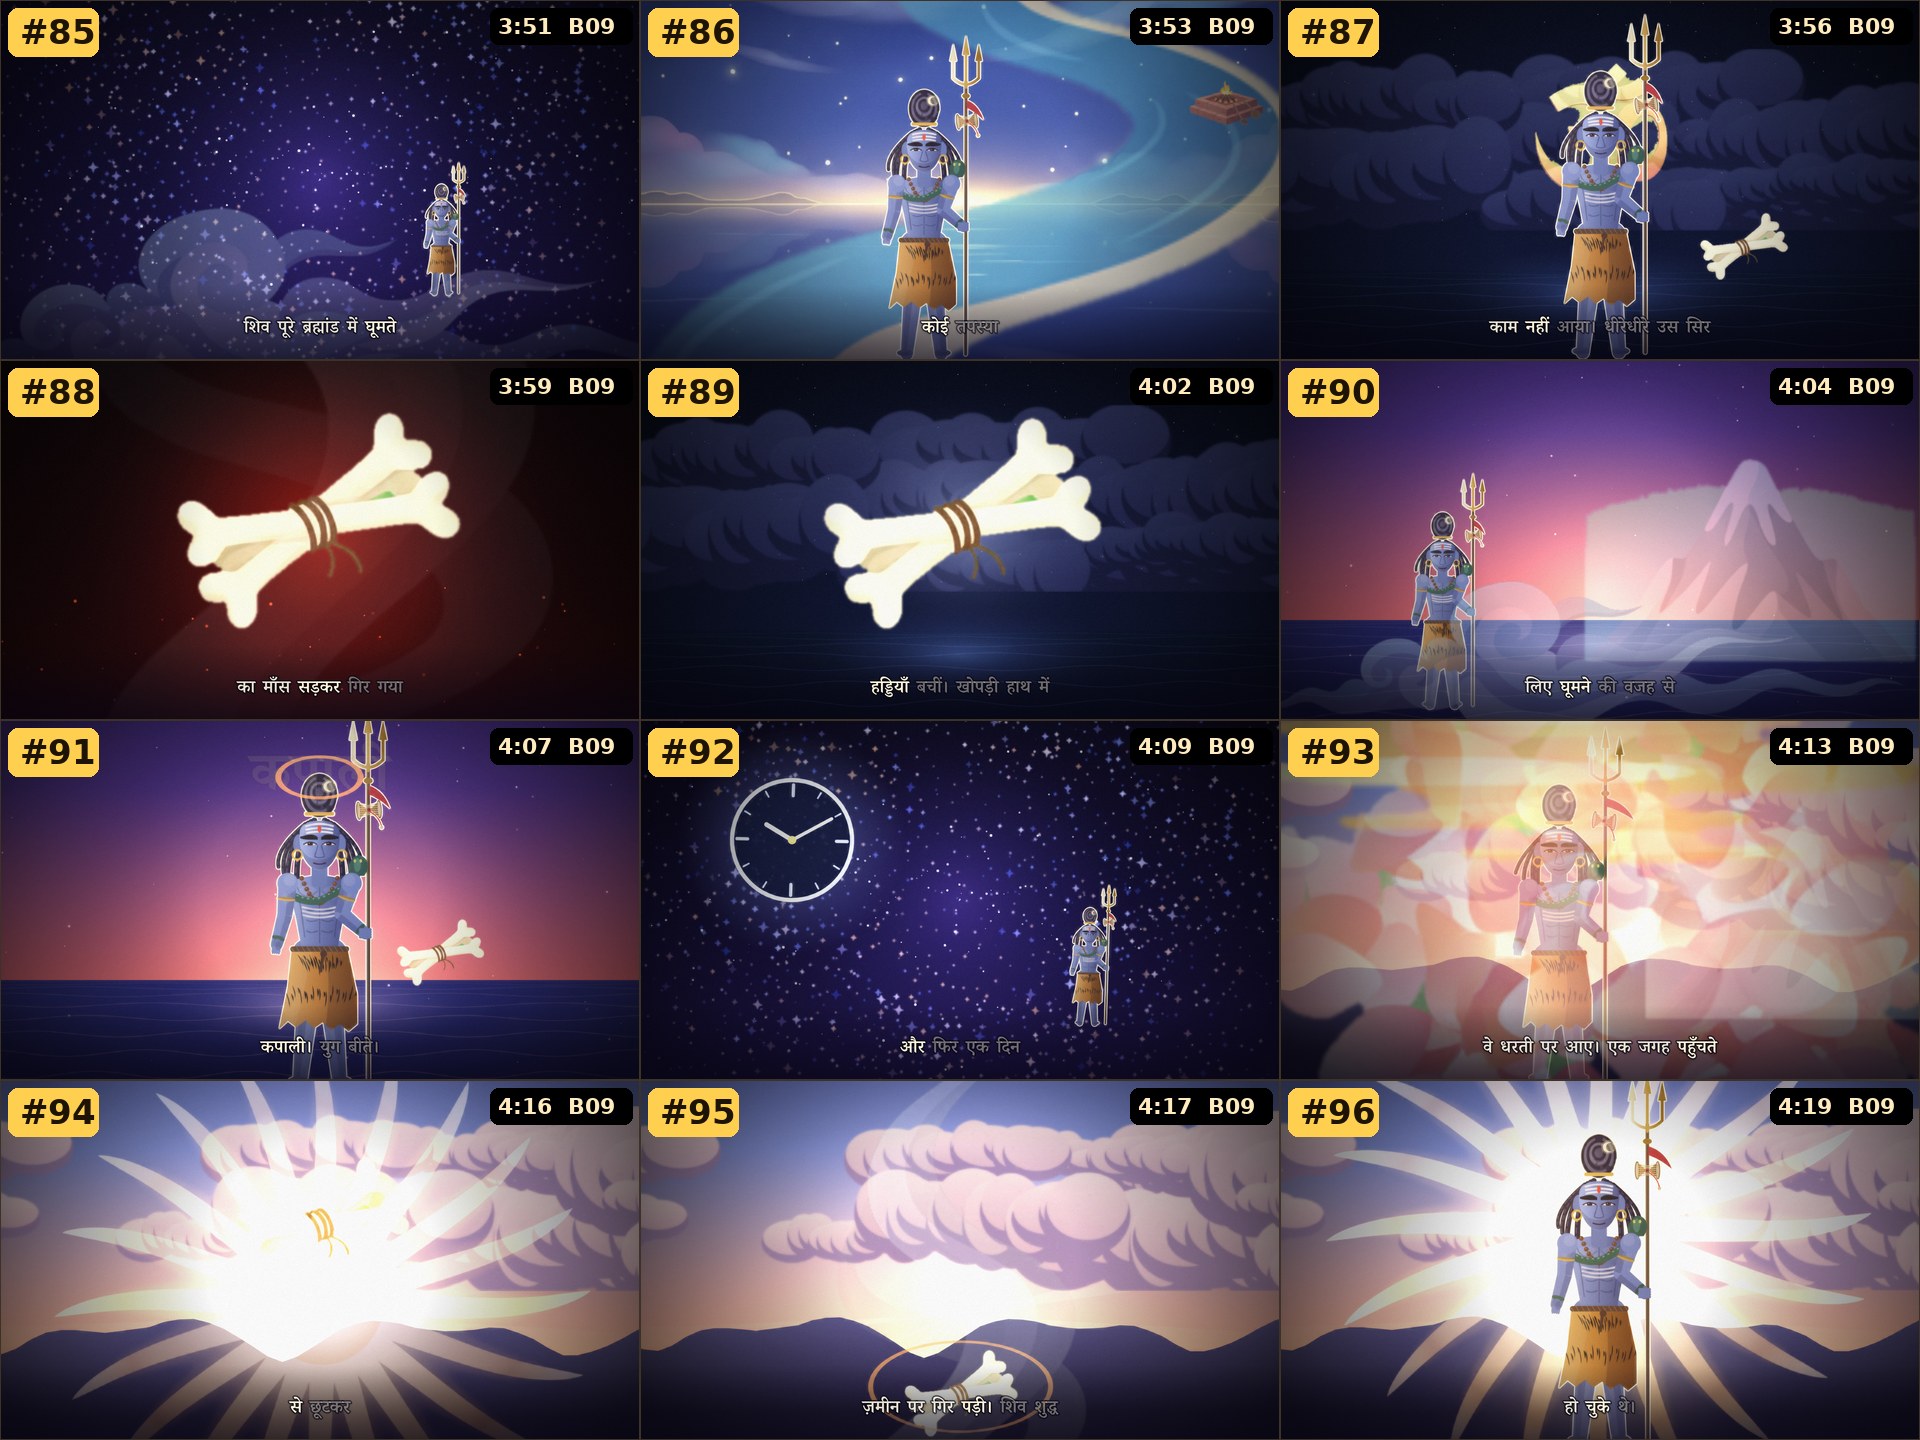 #85
3:51 B09
शिव पूरे ब्रह्मांड में घूमते
#86
3:53 B09
कोई तपस्या
#87
3:56 B09
काम नहीं आया। धीरेधीरे उस सिर
#88
3:59 B09
का माँस सड़कर गिर गया
#89
4:02 B09
हड्डियाँ बचीं। खोपड़ी हाथ में
#90
4:04 B09
लिए घूमने की वजह से
#91
4:07 B09
कपाली
कपाली। युग बीते।
#92
4:09 B09
और फिर एक दिन
#93
4:13 B09
वे धरती पर आए। एक जगह पहुँचते
#94
4:16 B09
से छूटकर
#95
4:17 B09
ज़मीन पर गिर पड़ी। शिव शुद्ध
#96
4:19 B09
हो चुके थे।